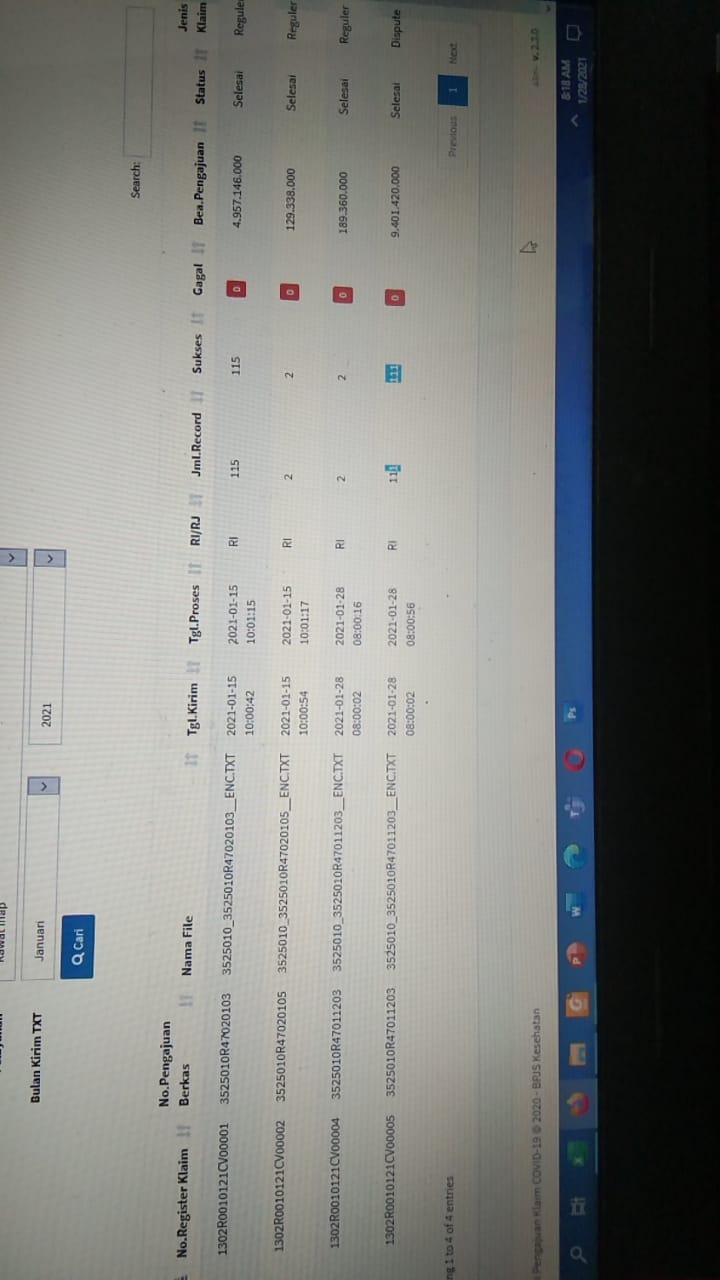 Rawat Inap
Bulan Kirim TXT
Januari
2021
Cari
Search:
No.Register Klaim
No.Pengajuan
Berkas
Nama File
Tgl.Kirim
Tgl.Proses
RI/RJ
Jml.Record
Sukses
Gagal
Bea.Pengajuan
Status
Jenis
Klaim
1302R0010121CV00001 3525010R47020103 3525010_3525010R47020103__ENC.TXT 2021-01-15 2021-01-15 RI 115 115 0 4.957.146.000 Selesai Reguler
10:00:42 10:01:15
1302R0010121CV00002 3525010R47020105 3525010_3525010R47020105__ENC.TXT 2021-01-15 2021-01-15 RI 2 2 0 129.338.000 Selesai Reguler
10:00:54 10:01:17
1302R0010121CV00004 3525010R47011203 3525010_3525010R47011203__ENC.TXT 2021-01-28 2021-01-28 RI 2 2 0 189.360.000 Selesai Reguler
08:00:02 08:00:16
1302R0010121CV00005 3525010R47011203 3525010_3525010R47011203__ENC.TXT 2021-01-28 2021-01-28 RI 111 111 0 9.401.420.000 Selesai Dispute
08:00:02 08:00:56
ng 1 to 4 of 4 entries
Previous 1 Next
i Pengajuan Klaim COVID-19 © 2020 - BPJS Kesehatan
v. 2.3.0
8:18 AM
1/28/2021